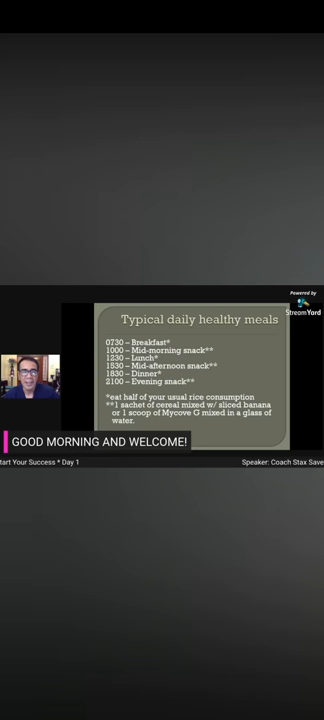 Powered by
StreamYard
Typical daily healthy meals
0730 – Breakfast*
1000 – Mid-morning snack**
1230 – Lunch*
1530 – Mid-afternoon snack**
1830 – Dinner*
2100 – Evening snack**
*eat half of your usual rice consumption
**1 sachet of cereal mixed w/ sliced banana
or 1 scoop of Mycove G mixed in a glass of
water.
GOOD MORNING AND WELCOME!
tart Your Success * Day 1
Speaker: Coach Stax Save